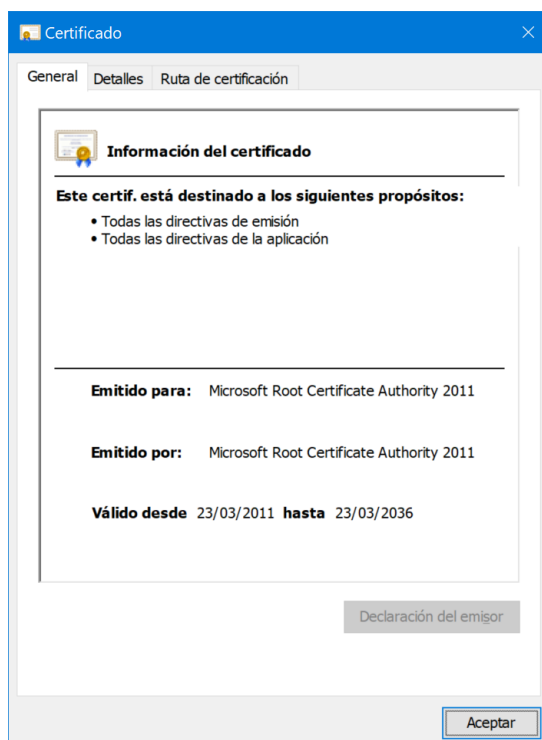 Certificado
General Detalles Ruta de certificación
Información del certificado
Este certif. está destinado a los siguientes propósitos:
• Todas las directivas de emisión
• Todas las directivas de la aplicación
Emitido para: Microsoft Root Certificate Authority 2011
Emitido por: Microsoft Root Certificate Authority 2011
Válido desde 23/03/2011 hasta 23/03/2036
Declaración del emisor
Aceptar